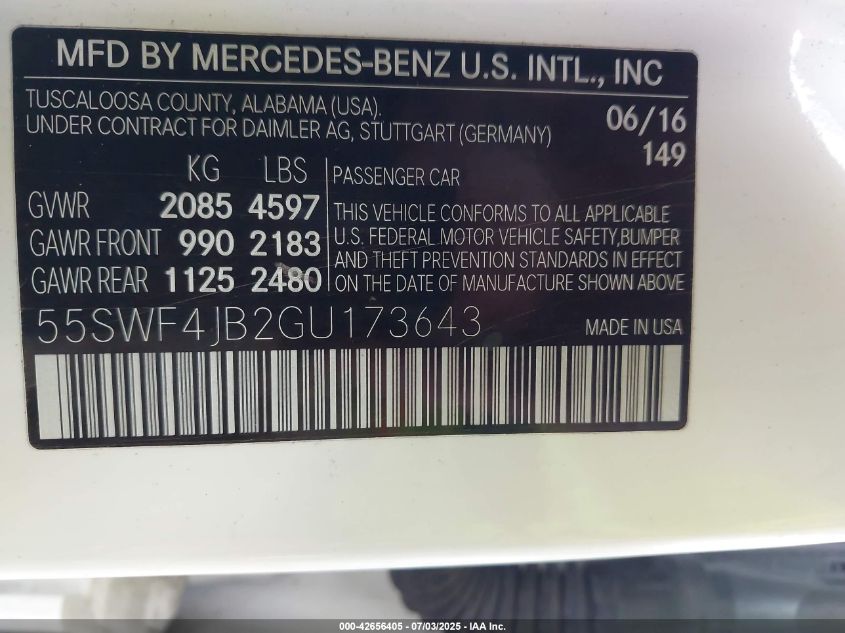 MFD BY MERCEDES-BENZ U.S. INTL., INC
TUSCALOOSA COUNTY, ALABAMA (USA).
UNDER CONTRACT FOR DAIMLER AG, STUTTGART (GERMANY)
06/16
149
KG LBS
GVWR 2085 4597
GAWR FRONT 990 2183
GAWR REAR 1125 2480
PASSENGER CAR
THIS VEHICLE CONFORMS TO ALL APPLICABLE
U.S. FEDERAL MOTOR VEHICLE SAFETY,BUMPER
AND THEFT PREVENTION STANDARDS IN EFFECT
ON THE DATE OF MANUFACTURE SHOWN ABOVE
55SWF4JB2GU173643
MADE IN USA
000-42656405 - 07/03/2025 - IAA Inc.